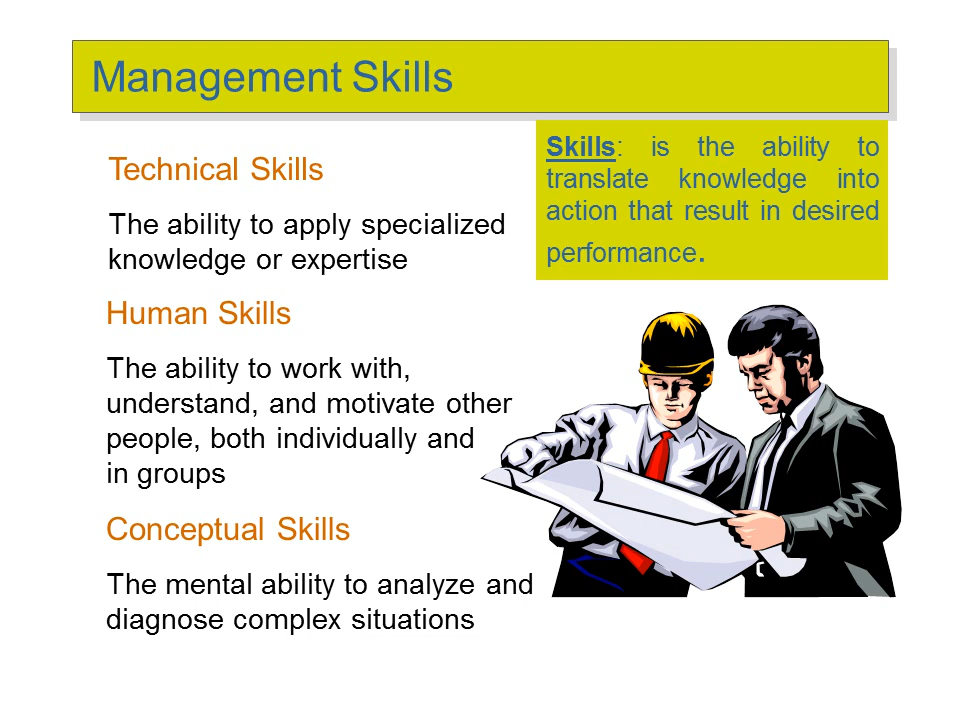 Management Skills
Skills: is the ability to
translate knowledge into
action that result in desired
performance.
Technical Skills
The ability to apply specialized
knowledge or expertise
Human Skills
The ability to work with,
understand, and motivate other
people, both individually and
in groups
Conceptual Skills
The mental ability to analyze and
diagnose complex situations